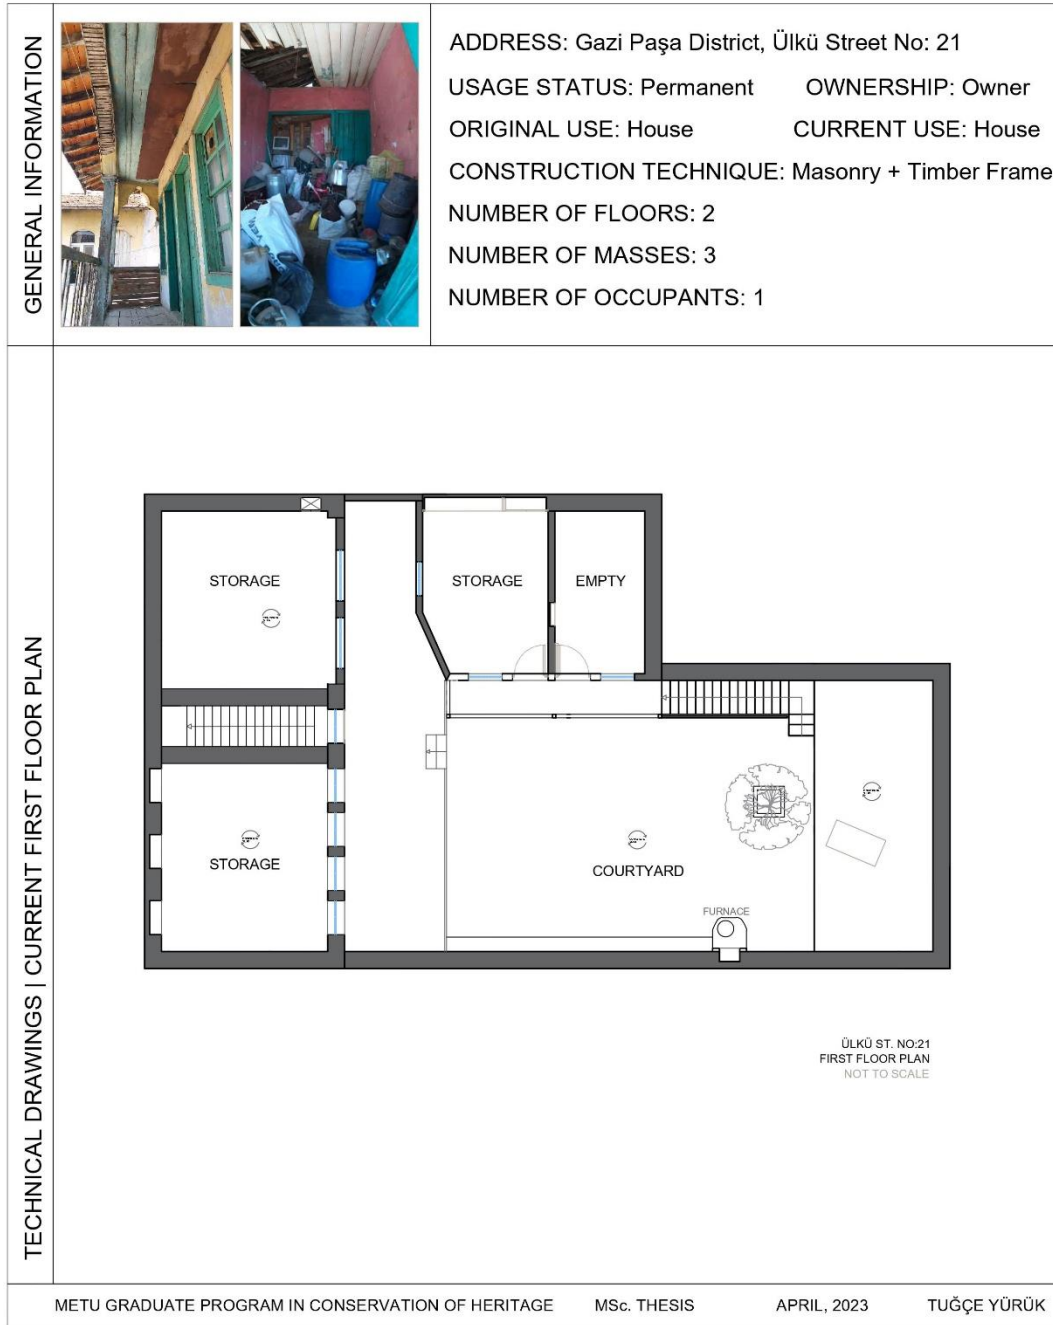 GENERAL INFORMATION
ADDRESS: Gazi Paşa District, Ülkü Street No: 21
USAGE STATUS: Permanent OWNERSHIP: Owner
ORIGINAL USE: House CURRENT USE: House
CONSTRUCTION TECHNIQUE: Masonry + Timber Frame
NUMBER OF FLOORS: 2
NUMBER OF MASSES: 3
NUMBER OF OCCUPANTS: 1
TECHNICAL DRAWINGS | CURRENT FIRST FLOOR PLAN
STORAGE
STORAGE
EMPTY
STORAGE
COURTYARD
FURNACE
ÜLKÜ ST. NO:21
FIRST FLOOR PLAN
NOT TO SCALE
METU GRADUATE PROGRAM IN CONSERVATION OF HERITAGE MSc. THESIS APRIL, 2023 TUĞÇE YÜRÜK